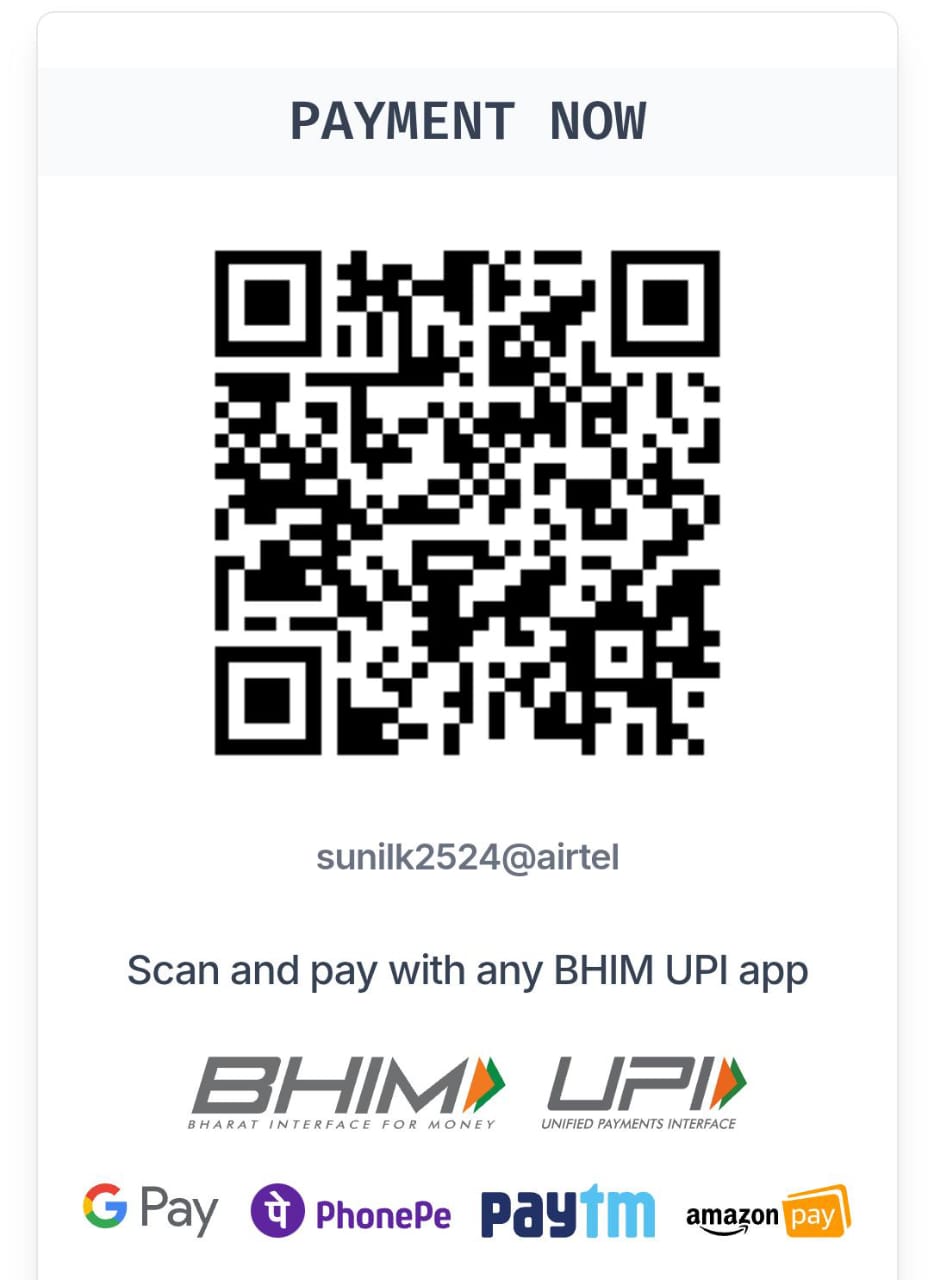 PAYMENT NOW
sunilk2524@airtel
Scan and pay with any BHIM UPI app
BHIM UPI
BHARAT INTERFACE FOR MONEY UNIFIED PAYMENTS INTERFACE
G Pay पे PhonePe paytm amazon pay